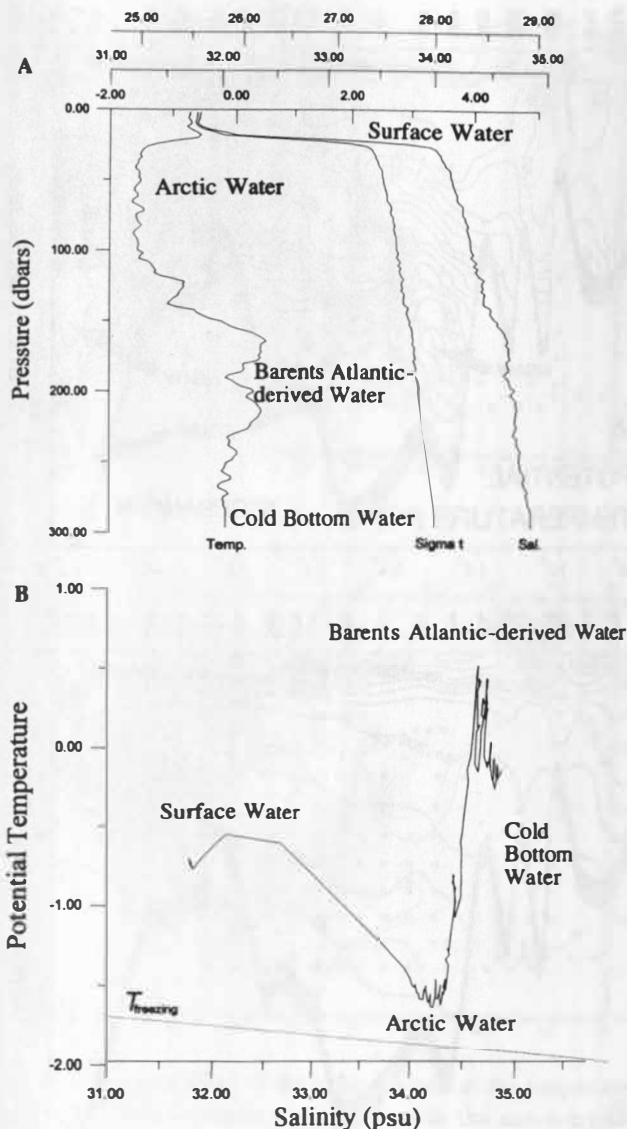 25.00 26.00 27.00 28.00 29.00
31.00 32.00 33.00 34.00 35.00
A
-2.00 0.00 2.00 4.00
0.00
Surface Water
Arctic Water
100.00
Pressure (dbars)
Barents Atlantic-
derived Water
200.00
Cold Bottom Water
300.00
Temp. Sigma t Sal.
B
1.00
Barents Atlantic-derived Water
0.00
Surface Water
Cold
Bottom
Water
Potential Temperature
-1.00
Tfreezing
Arctic Water
-2.00
31.00 32.00 33.00 34.00 35.00
Salinity (psu)